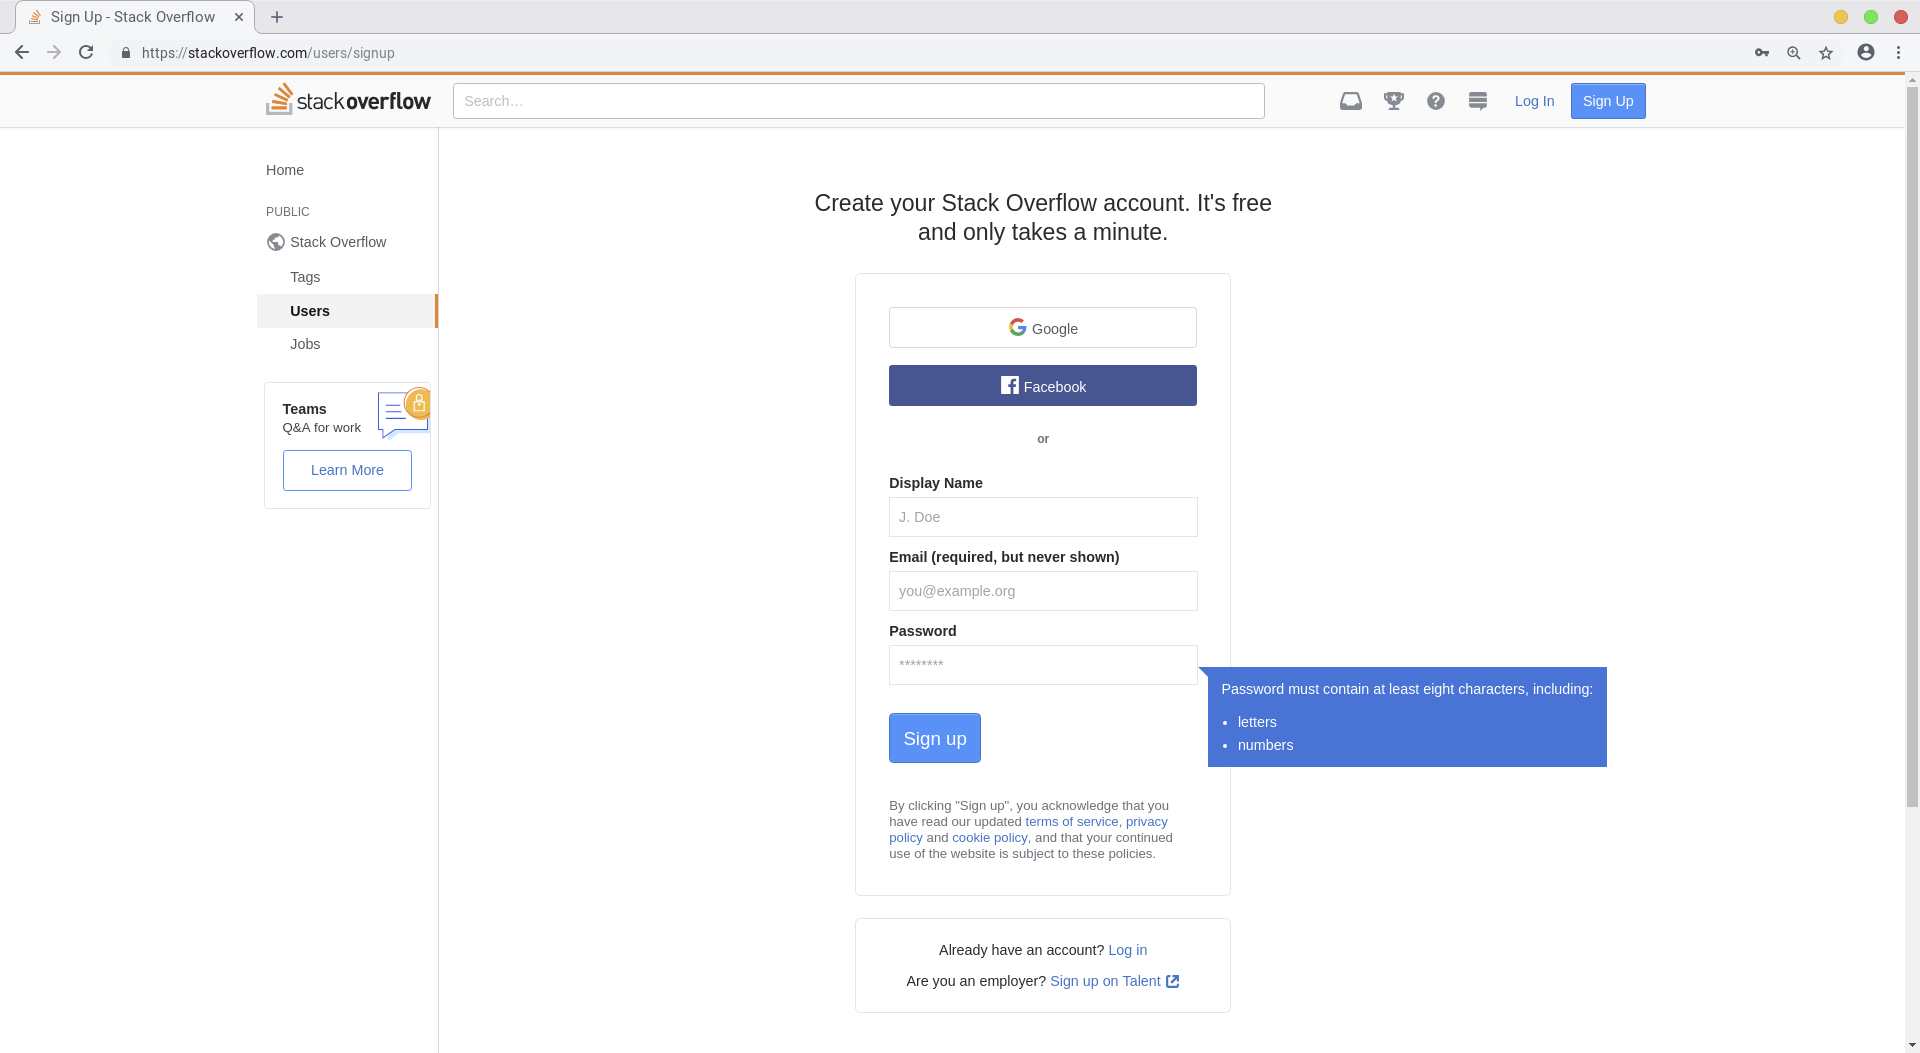 Sign Up - Stack Overflow
https://stackoverflow.com/users/signup
stackoverflow
Search…
Log In
Sign Up
Home
PUBLIC
Stack Overflow
Tags
Users
Jobs
Teams
Q&A for work
Learn More
Create your Stack Overflow account. It's free
and only takes a minute.
Google
Facebook
or
Display Name
J. Doe
Email (required, but never shown)
you@example.org
Password
********
Password must contain at least eight characters, including:
• letters
• numbers
Sign up
By clicking "Sign up", you acknowledge that you
have read our updated terms of service, privacy
policy and cookie policy, and that your continued
use of the website is subject to these policies.
Already have an account? Log in
Are you an employer? Sign up on Talent